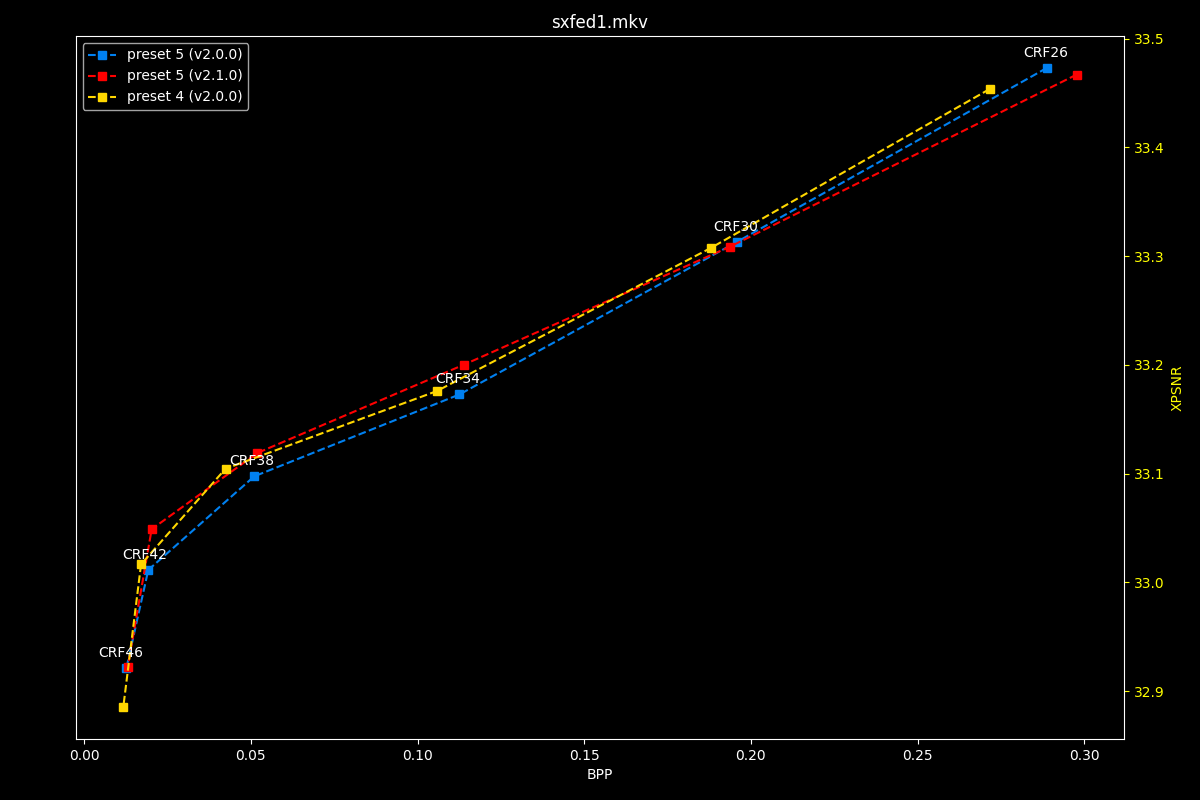 sxfed1.mkv
preset 5 (v2.0.0)
preset 5 (v2.1.0)
preset 4 (v2.0.0)
CRF26
CRF30
CRF34
CRF38
CRF42
CRF46
33.5
33.4
33.3
33.2
33.1
33.0
32.9
XPSNR
0.00 0.05 0.10 0.15 0.20 0.25 0.30
BPP